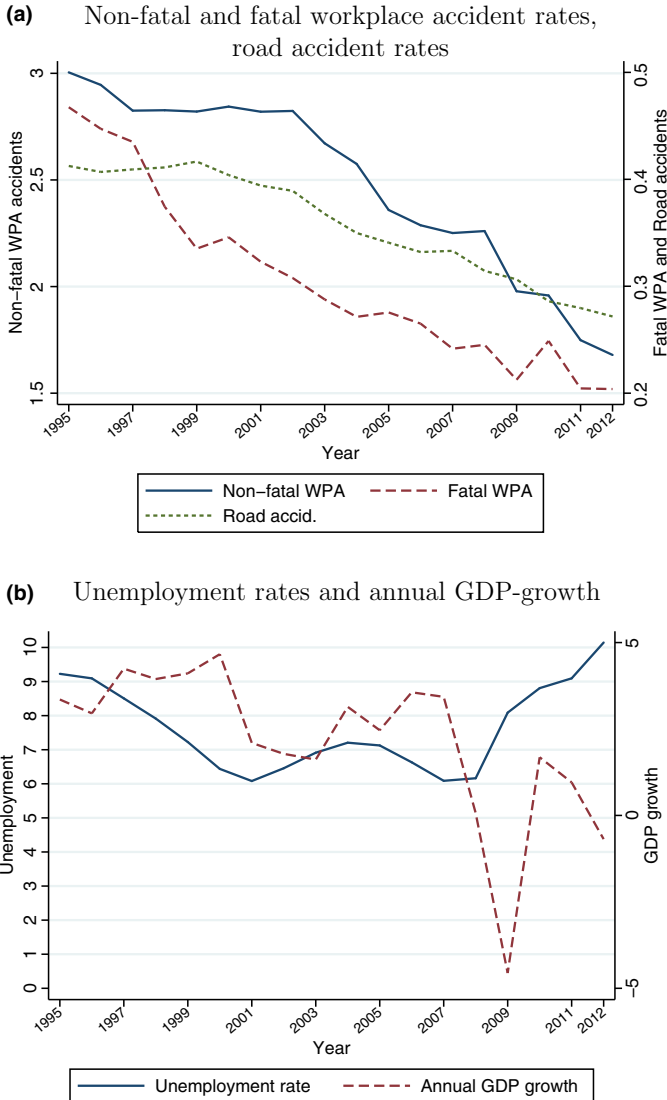 (a) Non-fatal and fatal workplace accident rates,
road accident rates
Non−fatal WPA accidents
3
2.5
2
1.5
Fatal WPA and Road accidents
0.5
0.4
0.3
0.2
1995 1997 1999 2001 2003 2005 2007 2009 2011 2012
Year
Non−fatal WPA Fatal WPA
Road accid.
(b) Unemployment rates and annual GDP-growth
Unemployment
10
9
8
7
6
5
4
3
2
1
0
GDP growth
5
0
−5
1995 1997 1999 2001 2003 2005 2007 2009 2011 2012
Year
Unemployment rate Annual GDP growth